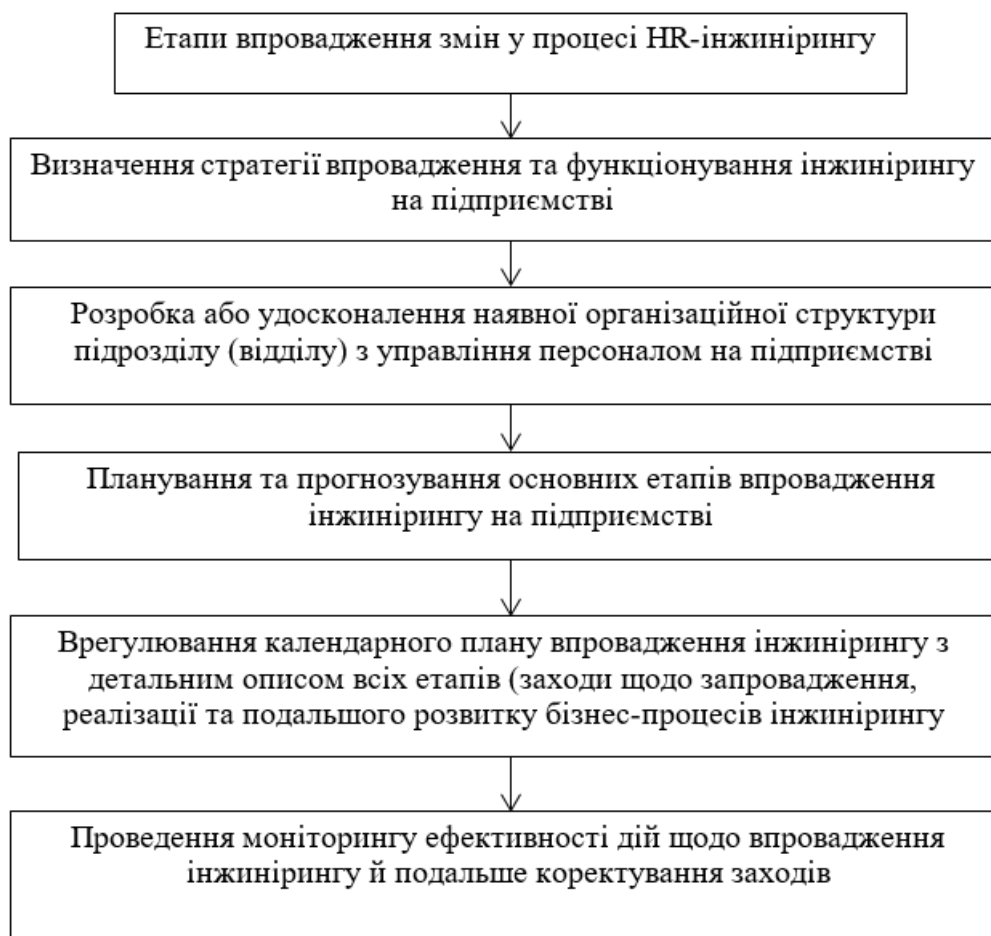 Етапи впровадження змін у процесі HR-інжинірингу
Визначення стратегії впровадження та функціонування інжинірингу
на підприємстві
Розробка або удосконалення наявної організаційної структури
підрозділу (відділу) з управління персоналом на підприємстві
Планування та прогнозування основних етапів впровадження
інжинірингу на підприємстві
Врегулювання календарного плану впровадження інжинірингу з
детальним описом всіх етапів (заходи щодо запровадження,
реалізації та подальшого розвитку бізнес-процесів інжинірингу
Проведення моніторингу ефективності дій щодо впровадження
інжинірингу й подальше коректування заходів